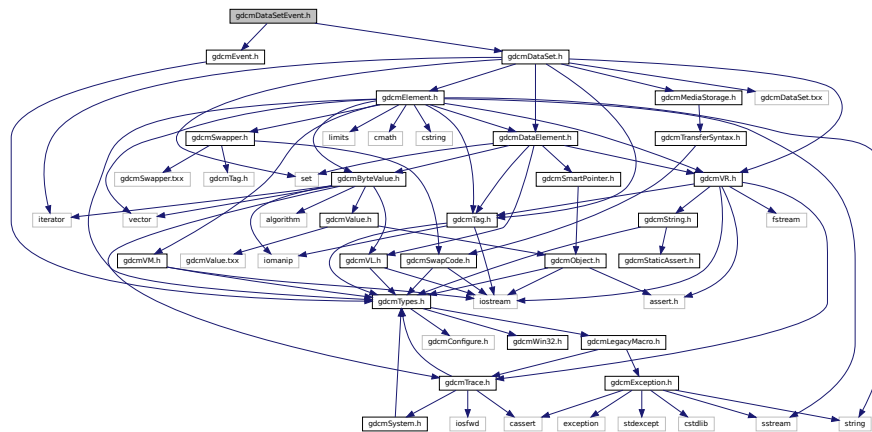 gdcmDataSetEvent.h
gdcmEvent.h
gdcmDataSet.h
gdcmElement.h
gdcmMediaStorage.h
gdcmDataSet.txx
gdcmSwapper.h
limits
cmath
cstring
gdcmDataElement.h
gdcmTransferSyntax.h
gdcmSwapper.txx
gdcmTag.h
set
gdcmByteValue.h
gdcmSmartPointer.h
gdcmVR.h
iterator
vector
algorithm
gdcmValue.h
gdcmTag.h
gdcmString.h
fstream
gdcmVM.h
gdcmValue.txx
iomanip
gdcmVL.h
gdcmSwapCode.h
gdcmObject.h
gdcmStaticAssert.h
gdcmTypes.h
iostream
assert.h
gdcmConfigure.h
gdcmWin32.h
gdcmLegacyMacro.h
gdcmTrace.h
gdcmException.h
gdcmSystem.h
iosfwd
cassert
exception
stdexcept
cstdlib
sstream
string